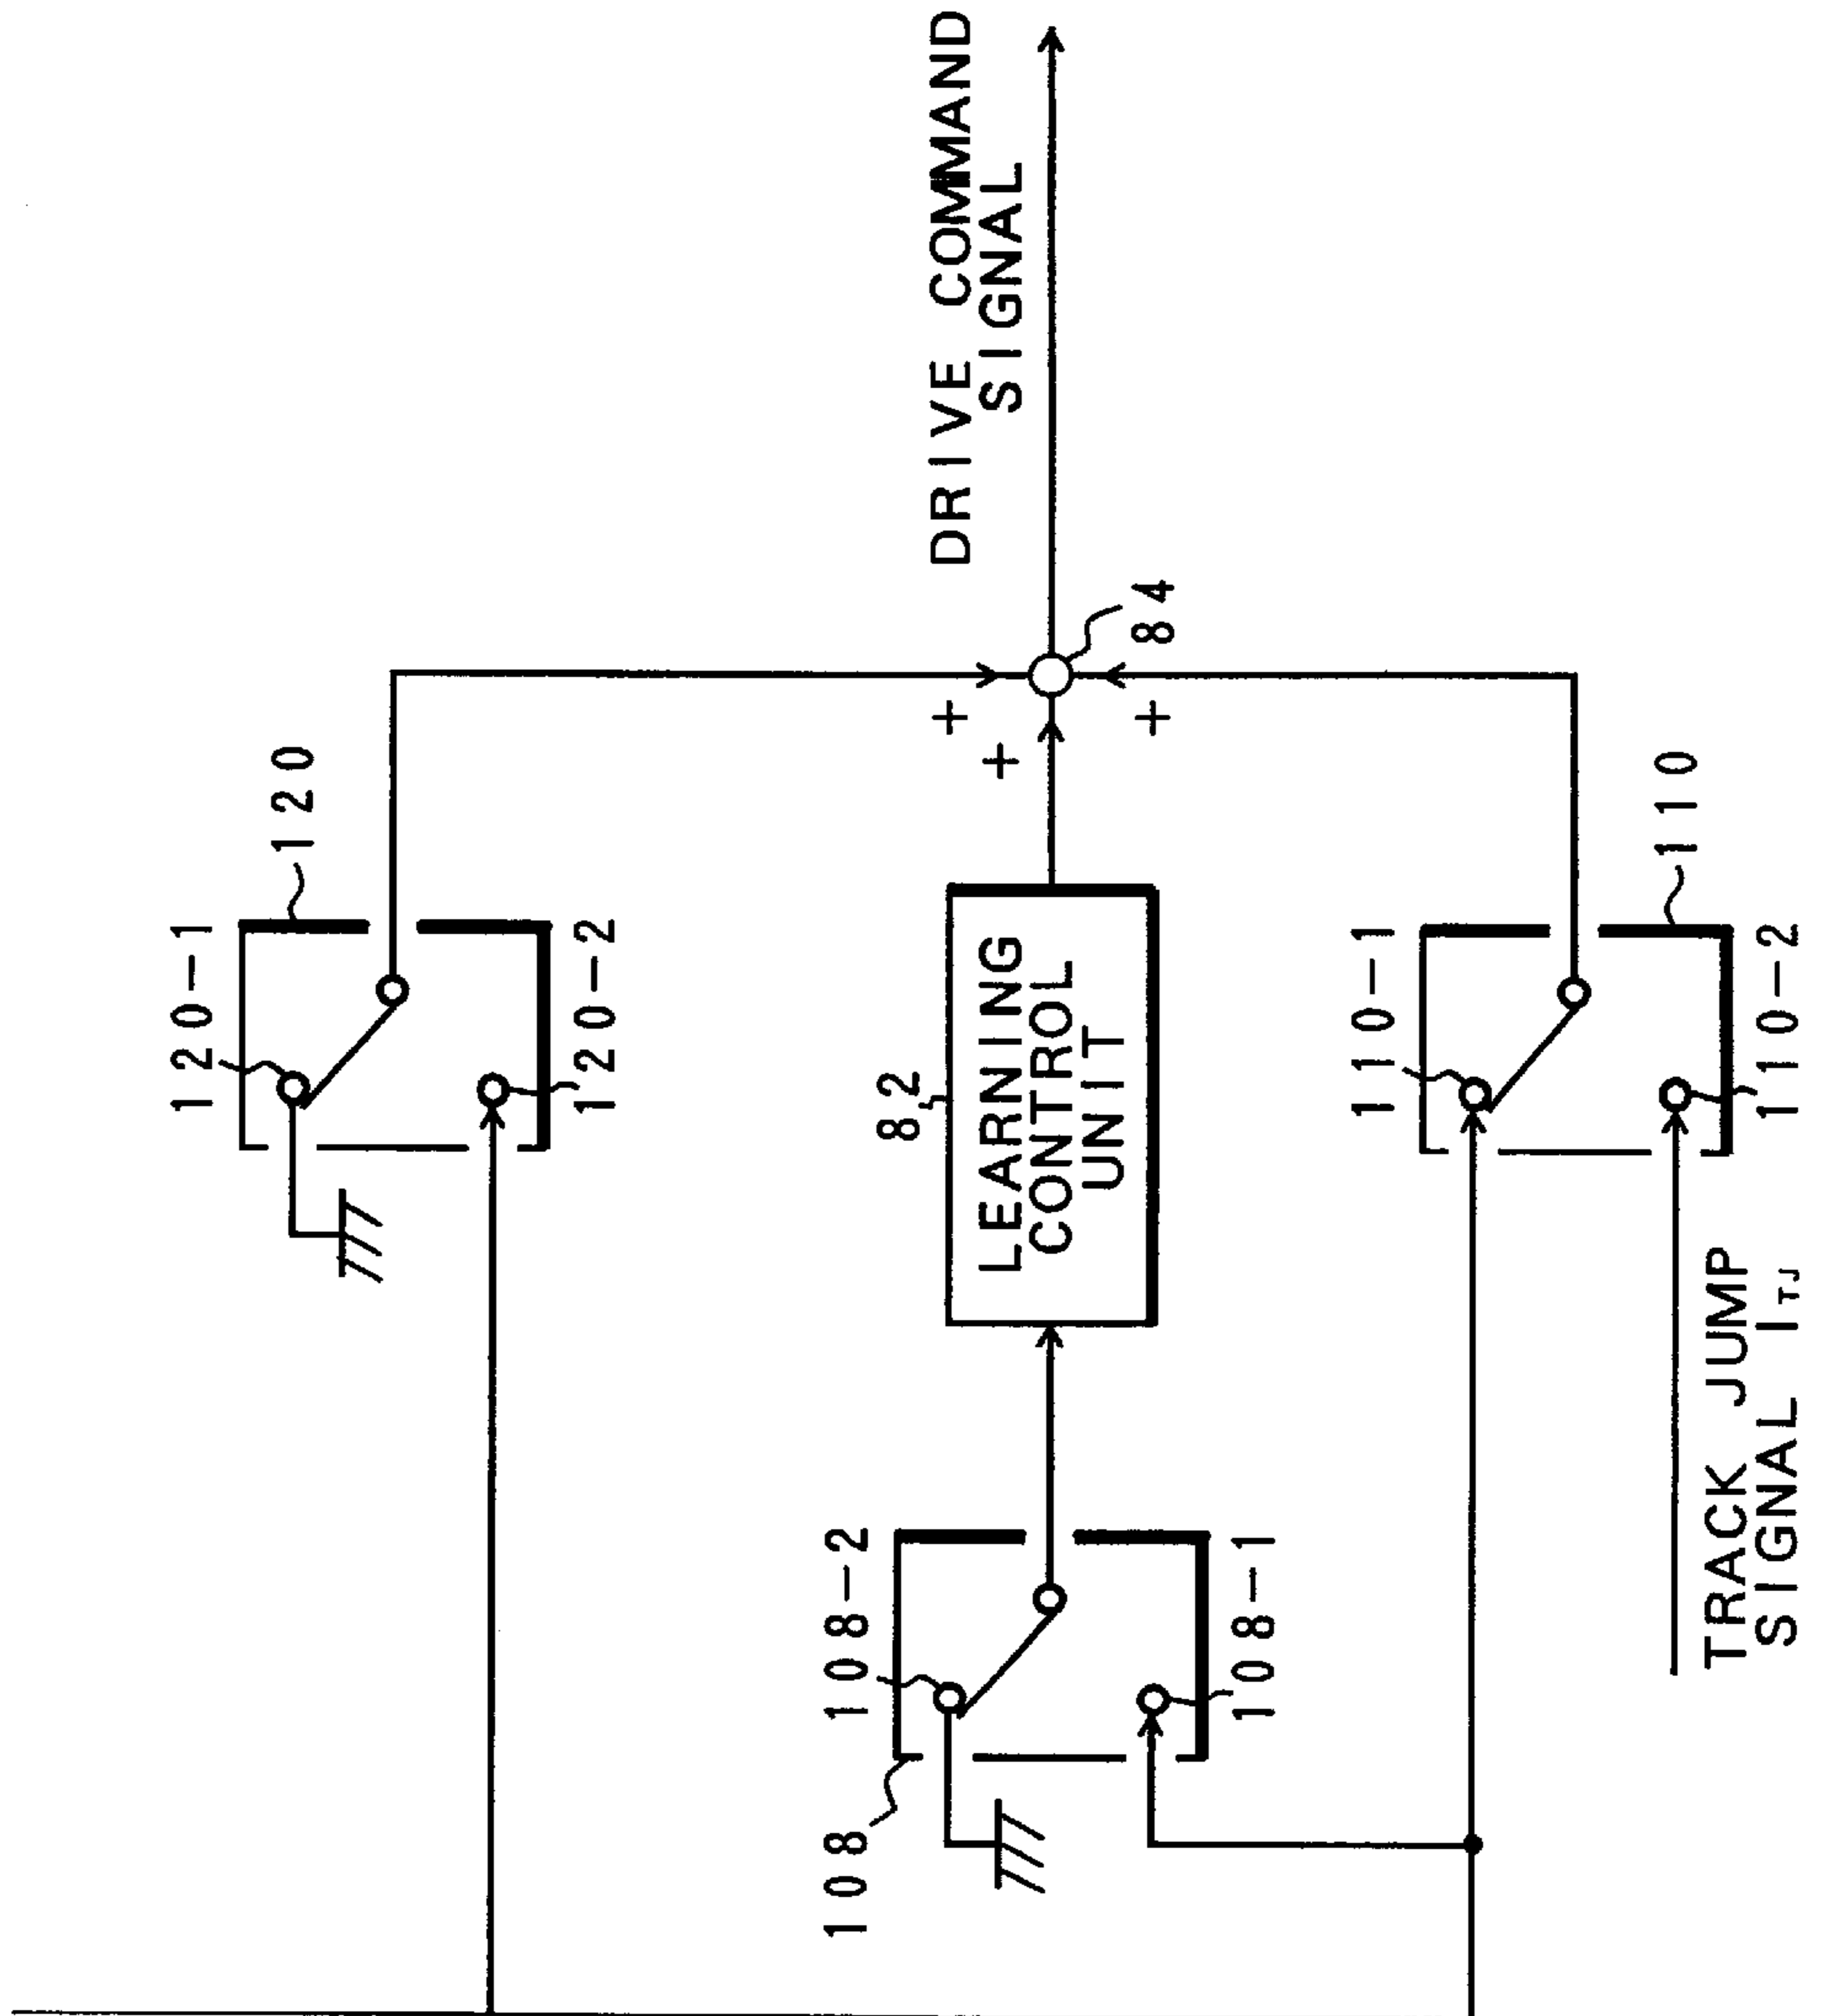 DRIVE COMMAND
SIGNAL
120
120-1
120-2
84
+
+
+
82
LEARNING
CONTROL
UNIT
110
110-1
110-2
108
108-2
108-1
TRACK JUMP
SIGNAL ITJ